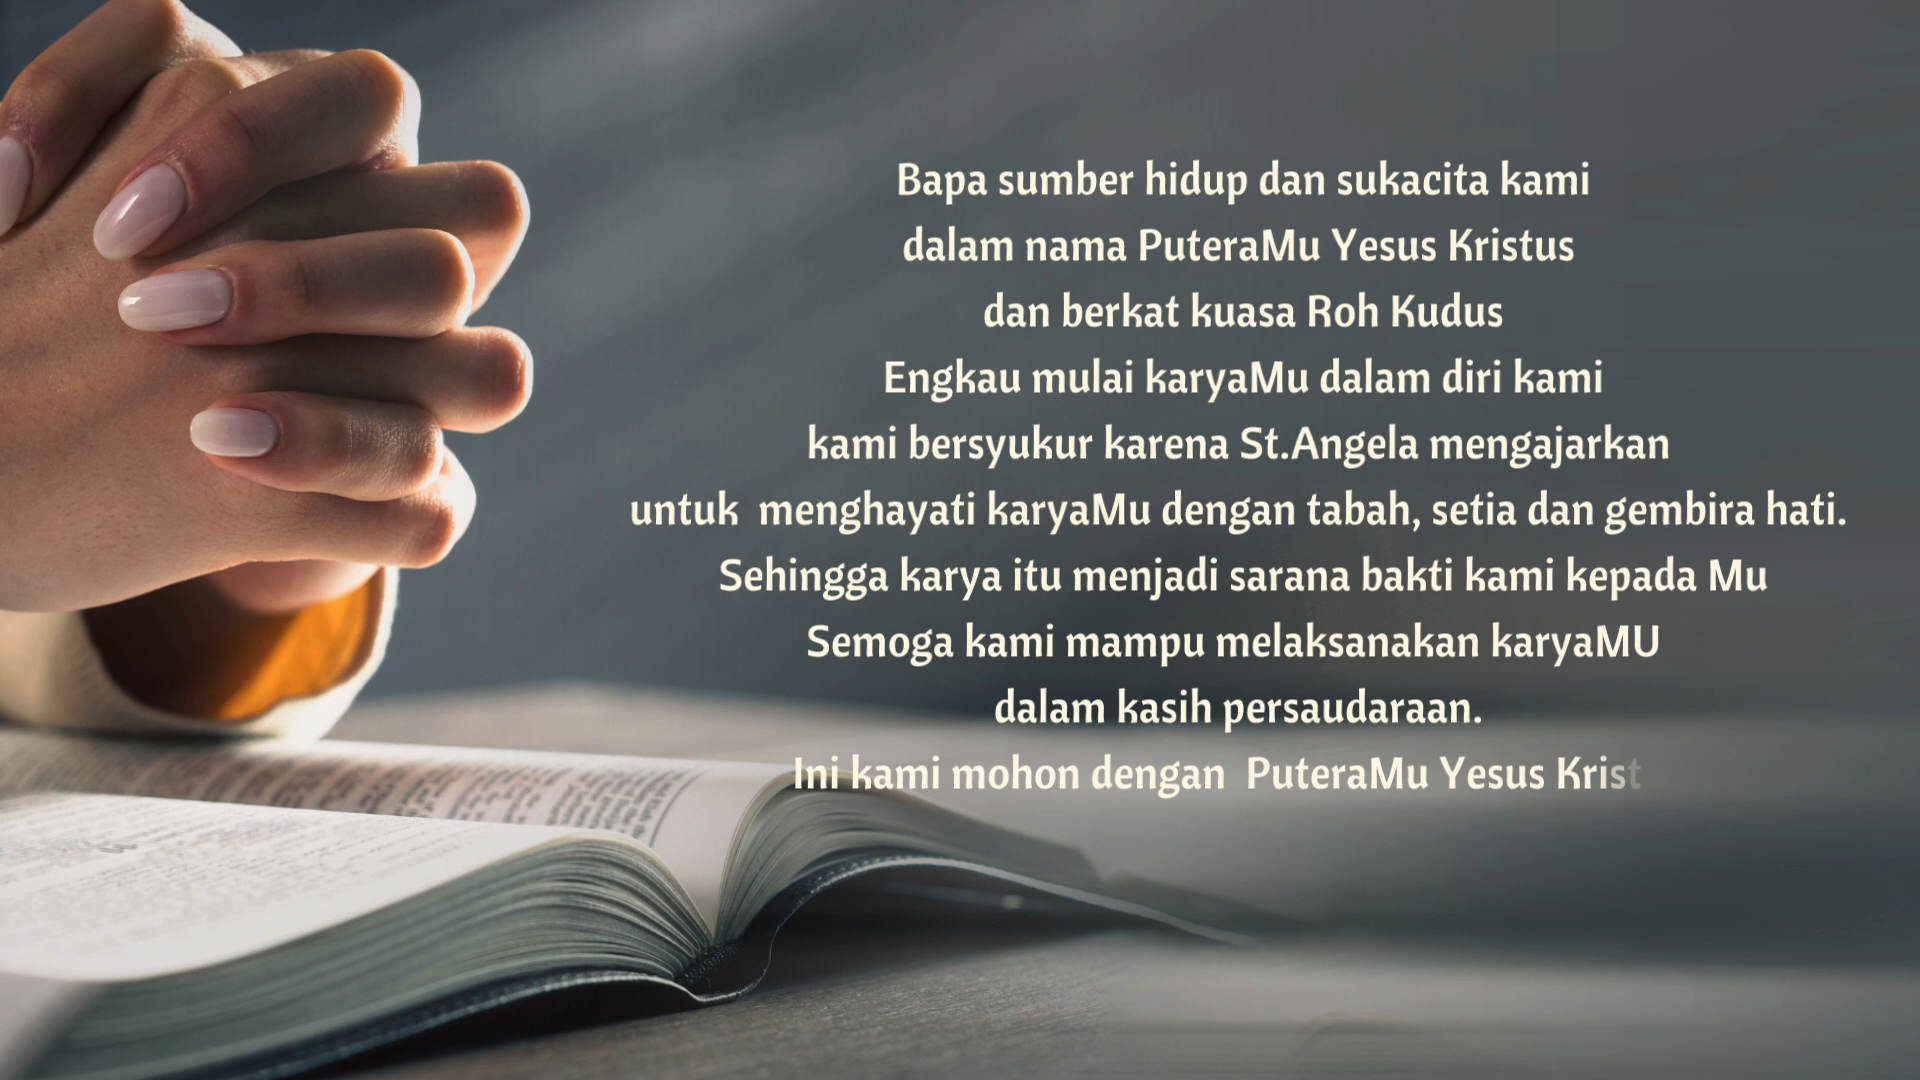 Bapa sumber hidup dan sukacita kami
dalam nama PuteraMu Yesus Kristus
dan berkat kuasa Roh Kudus
Engkau mulai karyaMu dalam diri kami
kami bersyukur karena St.Angela mengajarkan
untuk  menghayati karyaMu dengan tabah, setia dan gembira hati.
Sehingga karya itu menjadi sarana bakti kami kepada Mu
Semoga kami mampu melaksanakan karyaMU
dalam kasih persaudaraan.
Ini kami mohon dengan  PuteraMu Yesus Krist